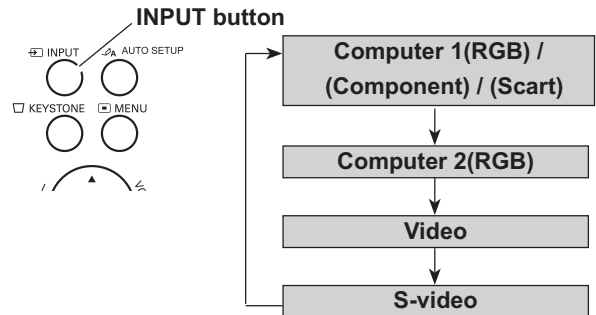 INPUT button
INPUT
AUTO SETUP
KEYSTONE
MENU
Computer 1(RGB) /
(Component) / (Scart)
Computer 2(RGB)
Video
S-video